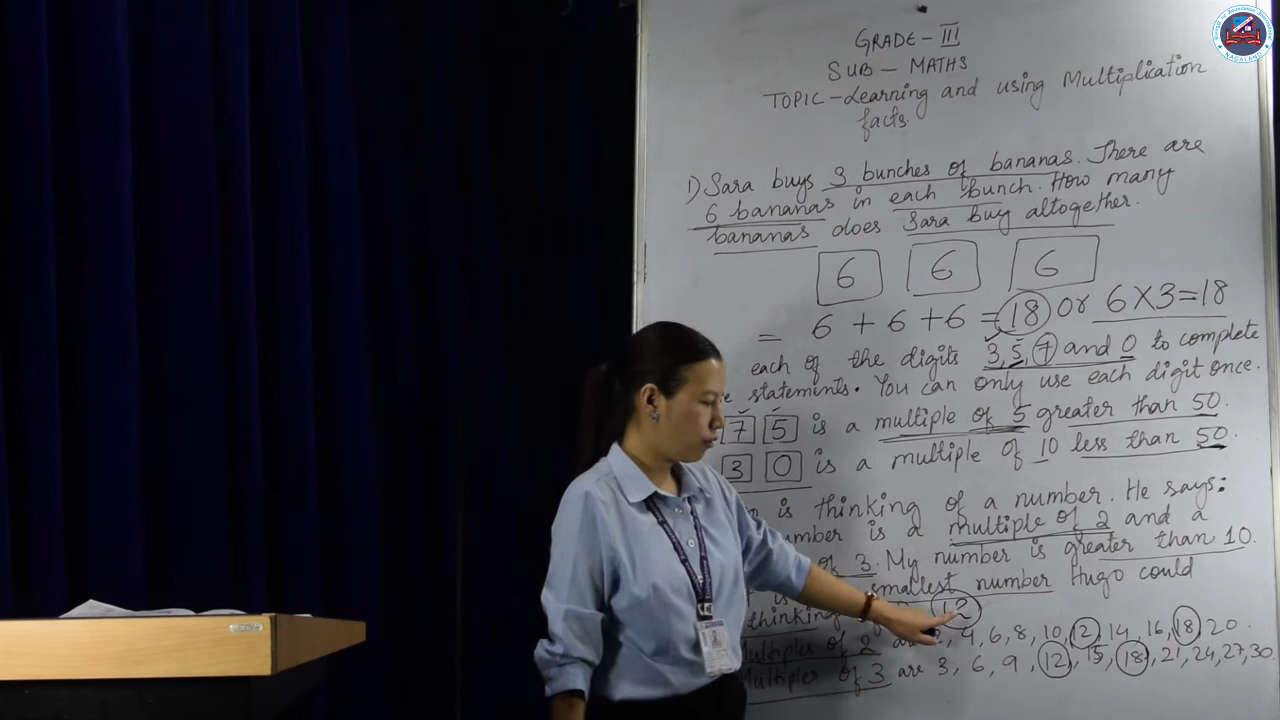 GRADE - III
SUB - MATHS
TOPIC - Learning and using Multiplication
facts.
1) Sara buys 3 bunches of bananas. There are
6 bananas in each bunch. How many
bananas does Sara buy altogether.
6 6 6
= 6 + 6 + 6 = 18 or 6 X 3 = 18
each of the digits 3, 5, 7 and 0 to complete
statements. You can only use each digit once.
7 5 is a multiple of 5 greater than 50.
3 0 is a multiple of 10 less than 50.
is thinking of a number. He says:
number is a multiple of 2 and a
of 3. My number is greater than 10.
smallest number Hugo could
thinking 12
Multiples of 2 are 2, 4, 6, 8, 10, 12, 14, 16, 18, 20.
Multiples of 3 are 3, 6, 9, 12, 15, 18, 21, 24, 27, 30
NAGALAND